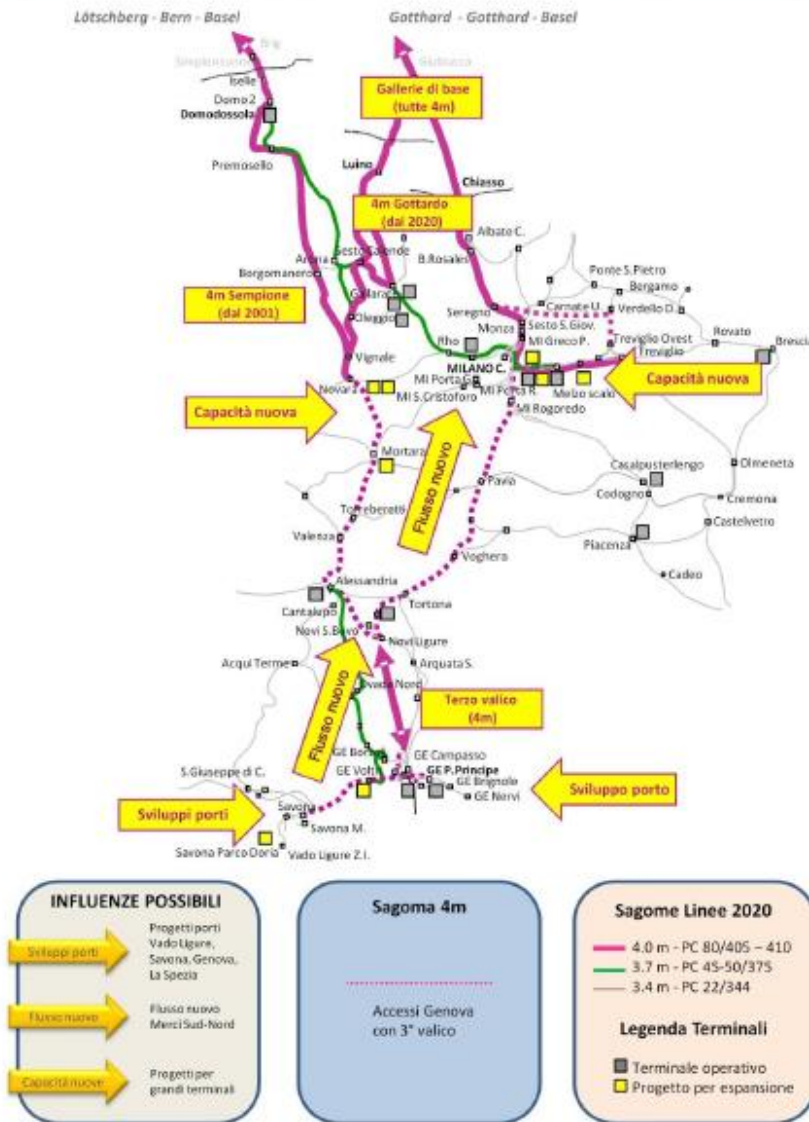 Lötschberg - Bern - Basel
Gotthard - Gotthard - Basel
Brig
Iselle
Domo 2
Domodossola
Premosello
Gallerie di base
(tutte 4m)
Luino
Chiasso
4m Gottardo
(dal 2020)
Albate C.
B.Rosales
Arona
Sesto Calende
Borgomanero
4m Sempione
(dal 2001)
Oleggio
Ponte S.Pietro
Bergamo
Seregno
Carnate U.
Verdello D.
Monza
Sesto S.Giov.
MI Greco P.
Treviglio Ovest
Treviglio
Rovato
Brescia
Rho
MILANO C.
Vignale
Novara
MI Porta G.
MI Porta R.
MI S.Cristoforo
MI Rogoredo
Melzo scalo
Capacità nuova
Capacità nuova
Mortara
Flusso nuovo
Pavia
Casalpusterlengo
Codogno
Olmeneta
Cremona
Castelvetro
Piacenza
Cadeo
Torreberetti
Valenza
Voghera
Alessandria
Cantalupo
Tortona
Novi S.Bovo
Novi Ligure
Acqui Terme
Arquata S.
Flusso nuovo
Ovada Nord
Terzo valico
(4m)
GE Campasso
GE P.Principe
GE Brignole
GE Nervi
S.Giuseppe di C.
Sviluppi porti
Sviluppo porto
Savona
Savona M.
Savona Parco Doria
Vado Ligure Z.I.
INFLUENZE POSSIBILI
Sviluppi porti
Progetti porti
Vado Ligure,
Savona, Genova,
La Spezia
Flusso nuovo
Flusso nuovo
Merci Sud-Nord
Capacità nuove
Progetti per
grandi terminali
Sagoma 4m
Accessi Genova
con 3° valico
Sagome Linee 2020
4.0 m - PC 80/405 – 410
3.7 m - PC 45-50/375
3.4 m - PC 22/344
Legenda Terminali
Terminale operativo
Progetto per espansione